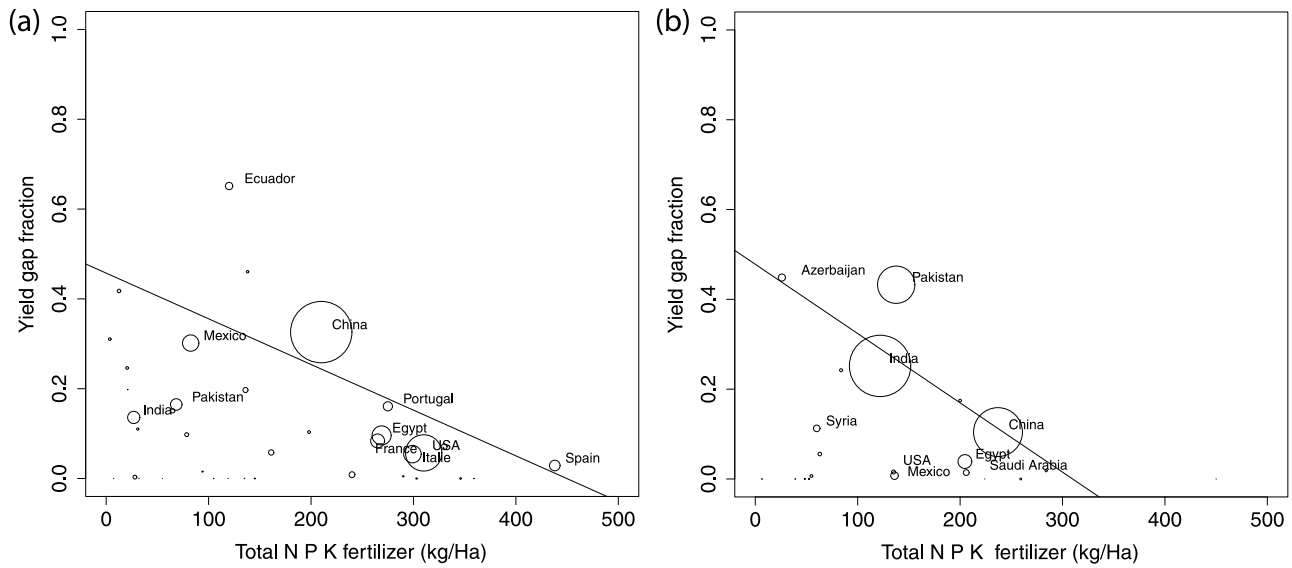 (a)
Yield gap fraction
1.0
0.8
0.6
0.4
0.2
0.0
Ecuador
China
Mexico
Portugal
Pakistan
India
Egypt
USA
France
Italie
Spain
0 100 200 300 400 500
Total N P K fertilizer (kg/Ha)
(b)
Yield gap fraction
1.0
0.8
0.6
0.4
0.2
0.0
Azerbaijan
Pakistan
India
Syria
China
Egypt
USA
Saudi Arabia
Mexico
0 100 200 300 400 500
Total N P K fertilizer (kg/Ha)